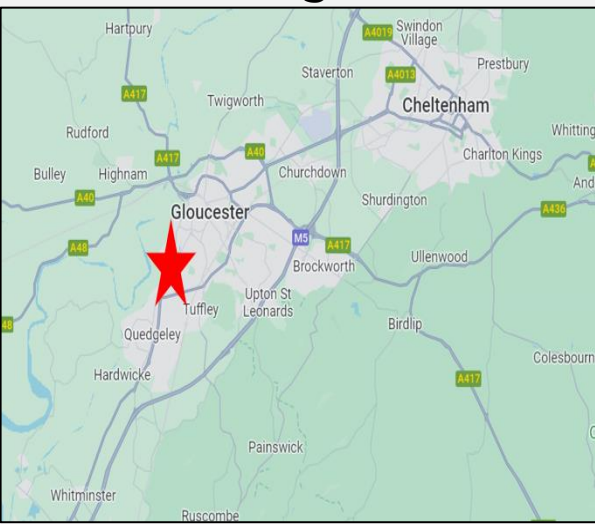 Hartpury
A4019
Swindon
Village
Prestbury
Staverton
A4013
A417
Twigworth
Cheltenham
Rudford
Whitting
A40
A417
Charlton Kings
Bulley
Highnam
Churchdown
A
And
A40
Shurdington
Gloucester
A436
M5
A48
A417
Ullenwood
Brockworth
Upton St
Leonards
Tuffley
48
Birdlip
Quedgeley
Colesbourn
Hardwicke
A417
Painswick
Whitminster
Ruscombe